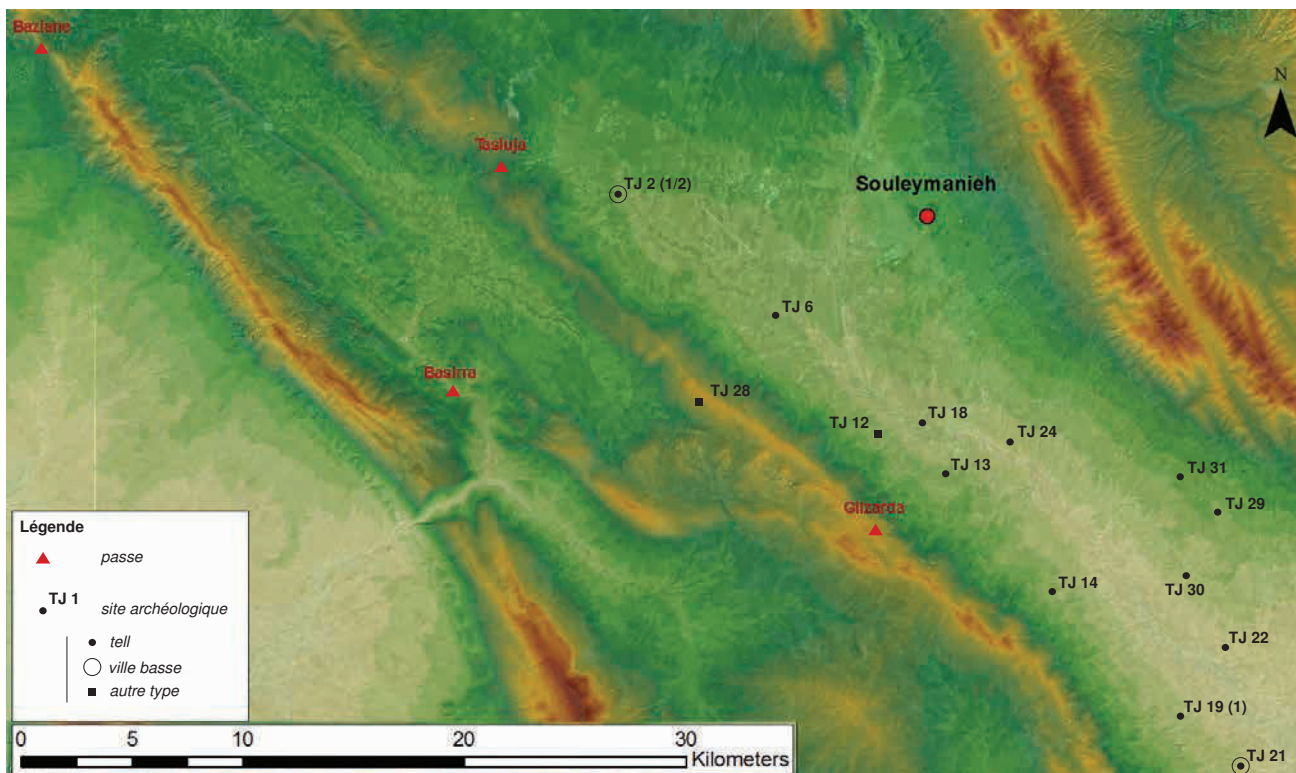 Baziane
N
Tasluja
TJ 2 (1/2)
Souleymanieh
TJ 6
Basirra
TJ 28
TJ 12
TJ 18
TJ 24
TJ 13
TJ 31
TJ 29
Glizarda
TJ 14
TJ 30
TJ 22
TJ 19 (1)
TJ 21
Légende
passe
TJ 1
site archéologique
tell
ville basse
autre type
0 5 10 20 30
Kilometers